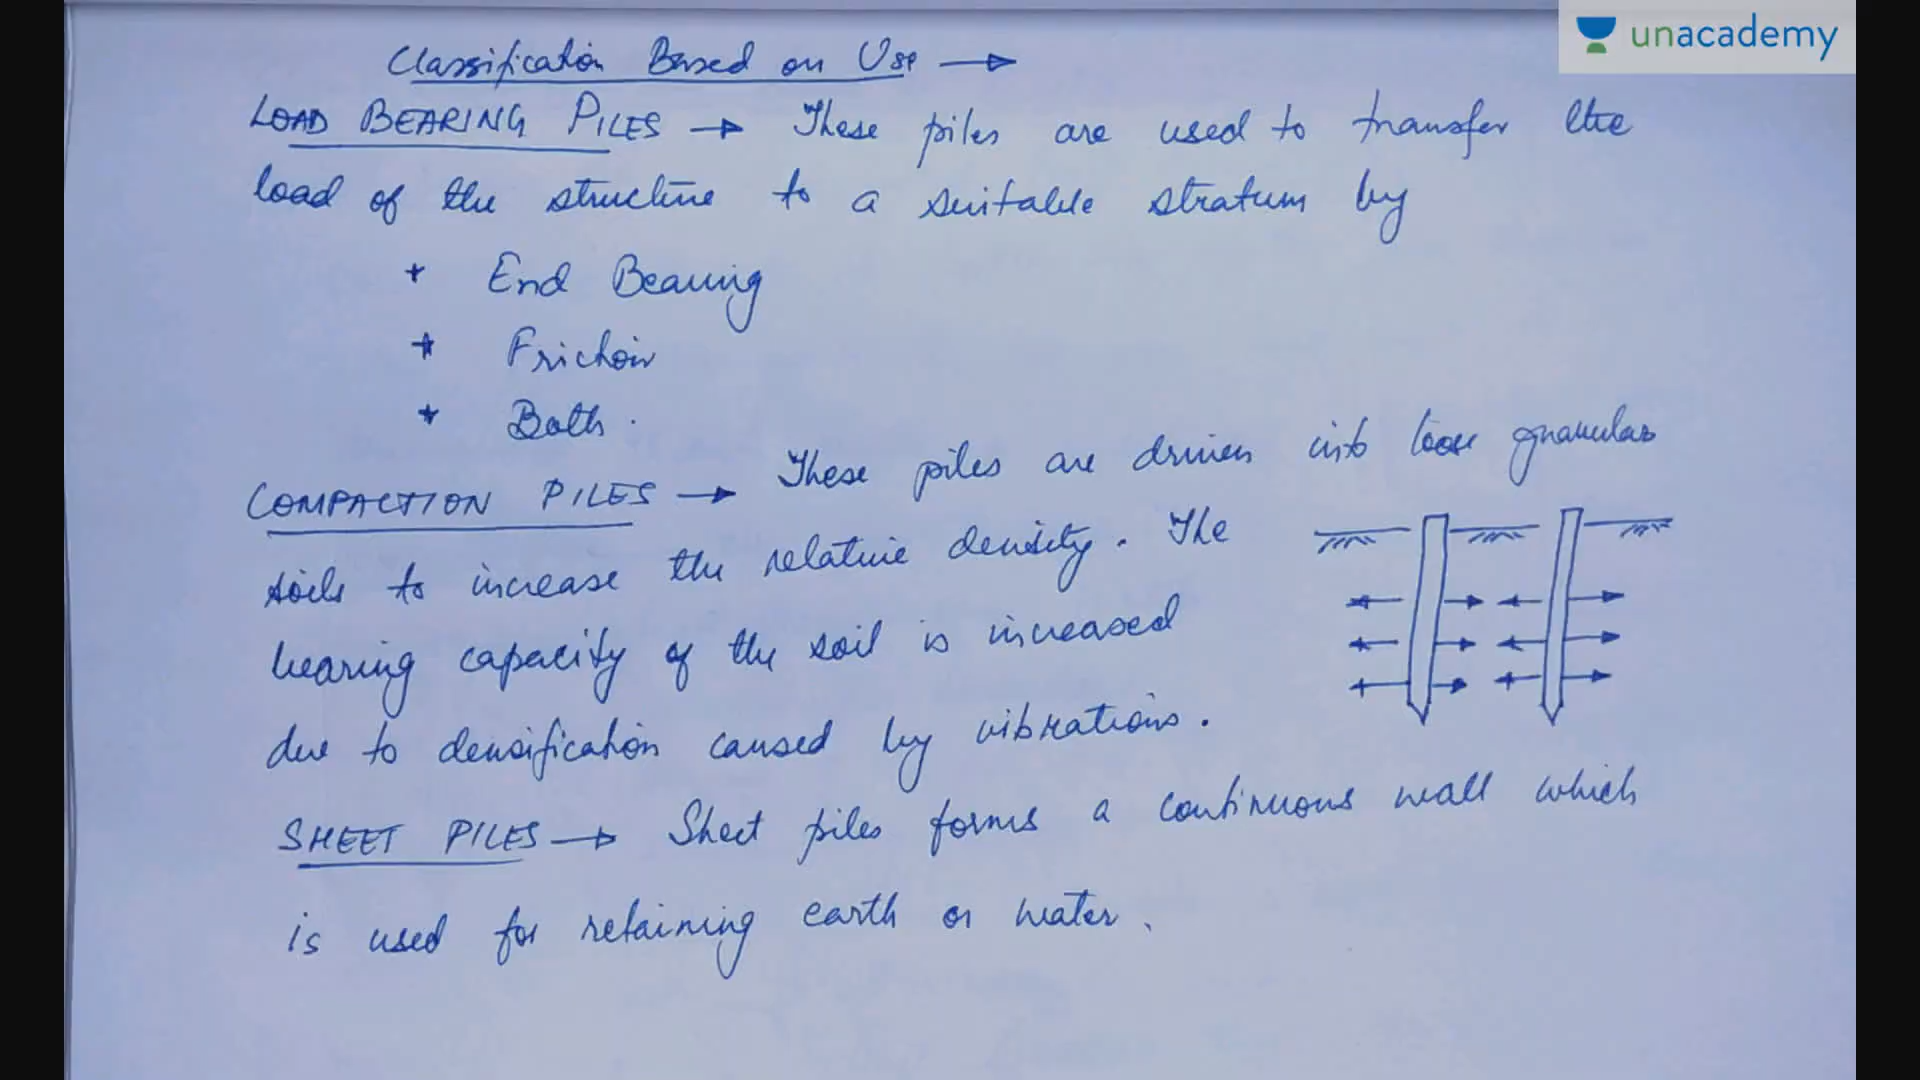 unacademy
Classification Based on Use →
LOAD BEARING PILES → These piles are used to transfer the
load of the structure to a suitable stratum by
* End Bearing
* Friction
* Both.
COMPACTION PILES → These piles are driven into loose granular
soils to increase the relative density. The
bearing capacity of the soil is increased
due to densification caused by vibrations.
SHEET PILES → Sheet piles forms a continuous wall which
is used for retaining earth or water.